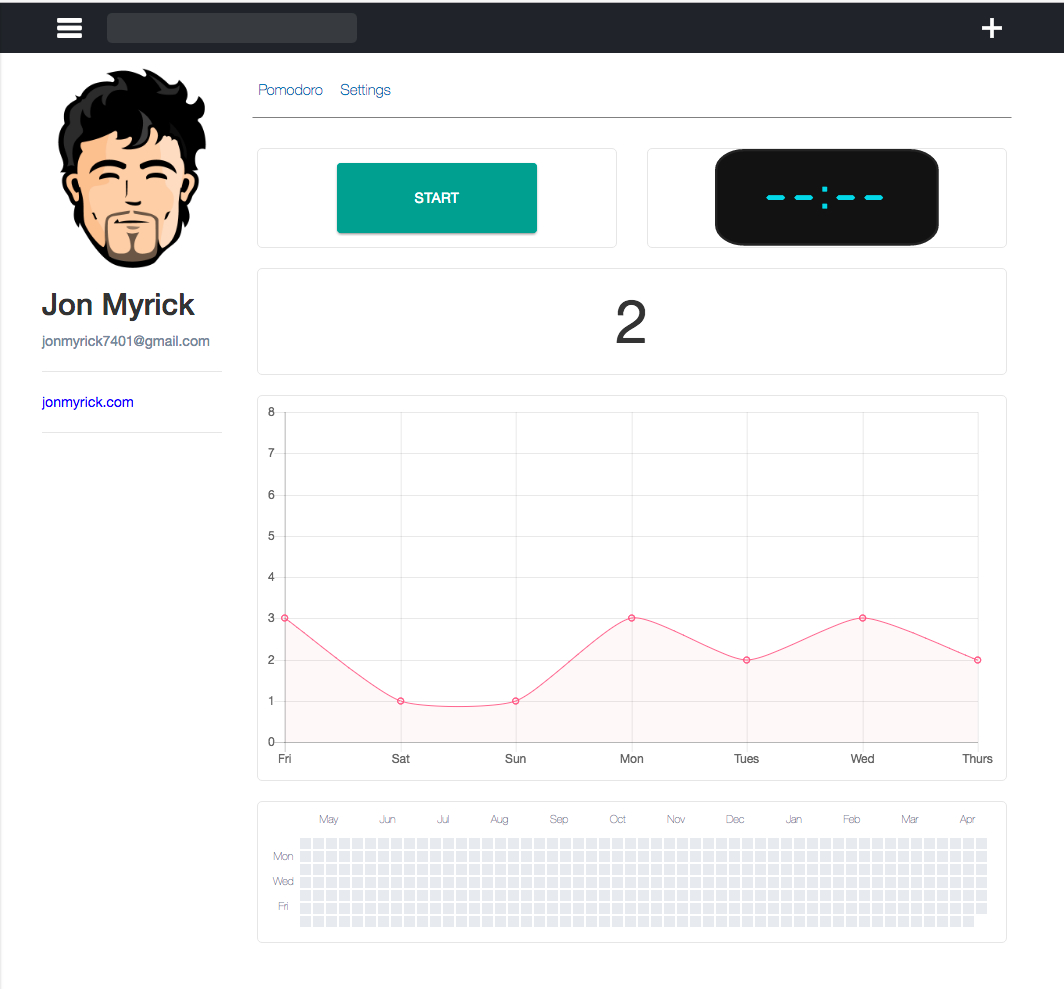 Pomodoro Settings
START
--:--
Jon Myrick
jonmyrick7401@gmail.com
jonmyrick.com
2
8
7
6
5
4
3
2
1
0
Fri Sat Sun Mon Tues Wed Thurs
May Jun Jul Aug Sep Oct Nov Dec Jan Feb Mar Apr
Mon
Wed
Fri